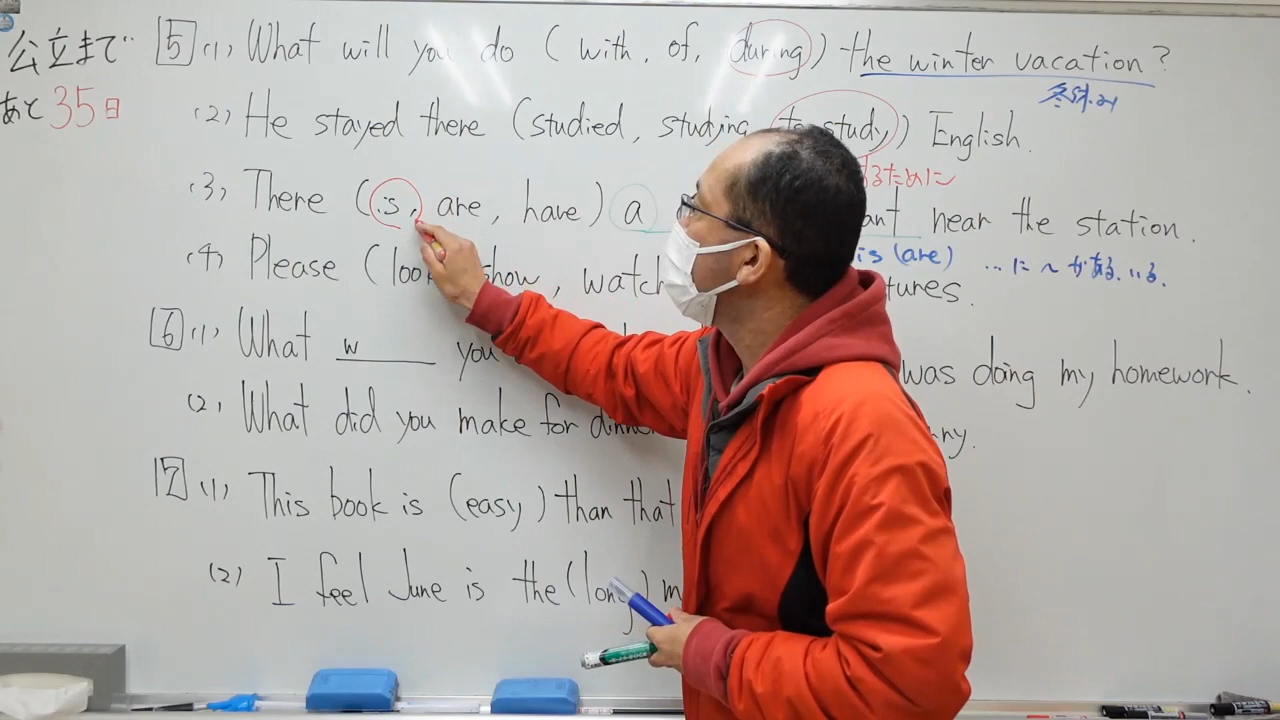 公立まで
あと35日
5 (1) What will you do (with, of, during) the winter vacation?
冬休み
(2) He stayed there (studied, studying, to study) English.
るために
(3) There (is, are, have) a ant near the station.
is (are) …に〜がある、いる.
(4) Please (look, show, watch tures.
6 (1) What w____ you was doing my homework.
(2) What did you make for dinner ny.
7 (1) This book is (easy) than that
(2) I feel June is the (long) m